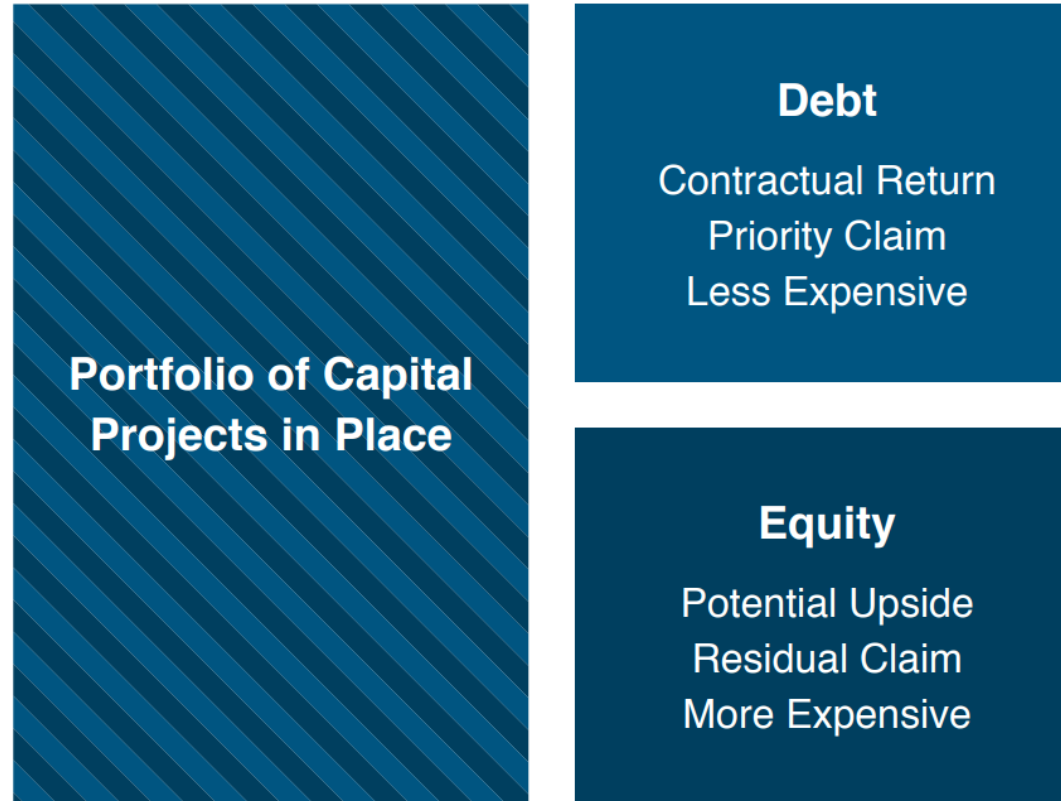 Portfolio of Capital
Projects in Place
Debt
Contractual Return
Priority Claim
Less Expensive
Equity
Potential Upside
Residual Claim
More Expensive